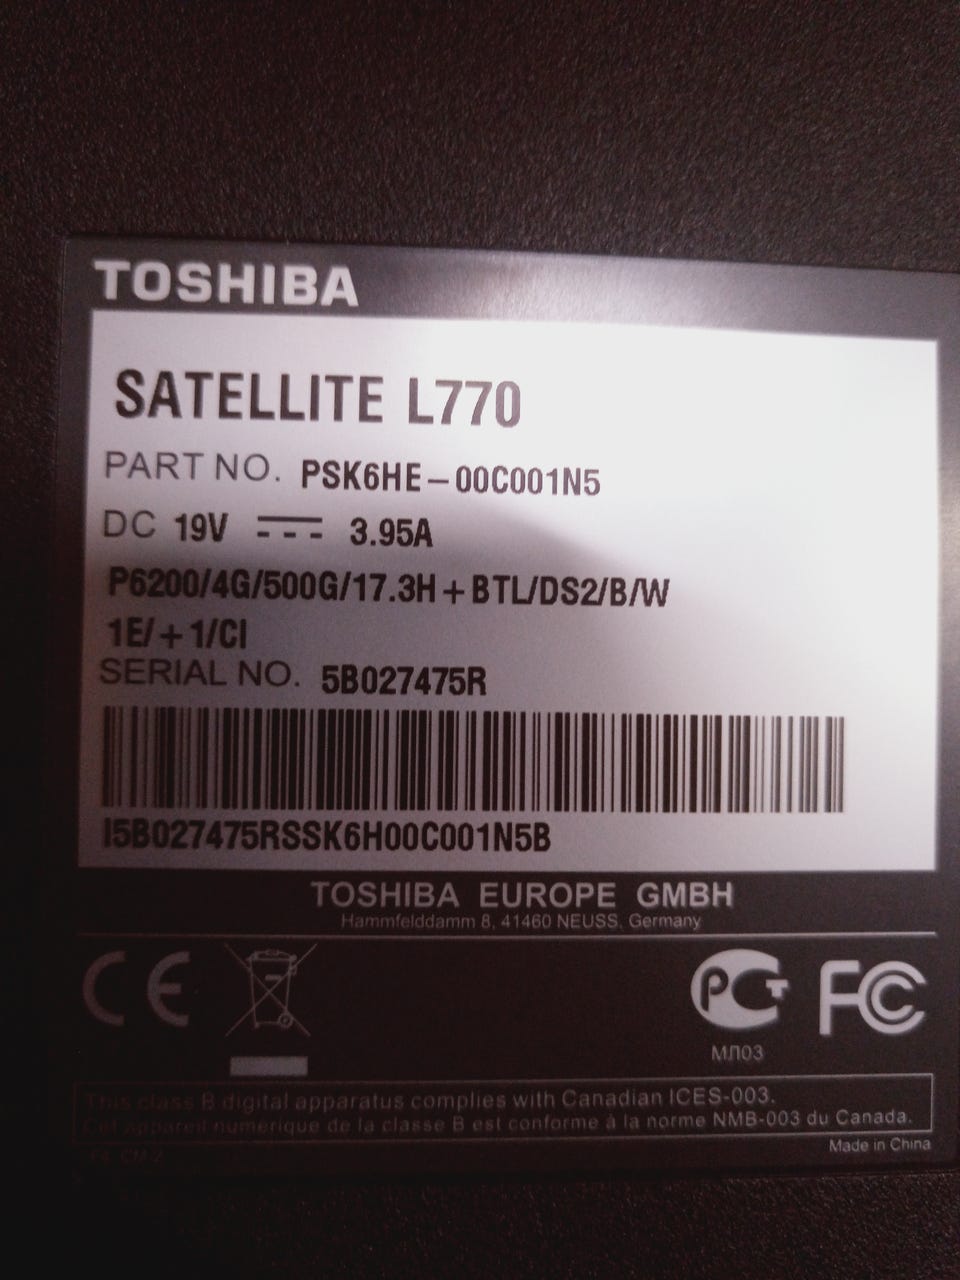 TOSHIBA
SATELLITE L770
PART NO. PSK6HE-00C001N5
DC 19V 3.95A
P6200/4G/500G/17.3H+BTL/DS2/B/W
1E/+1/CI
SERIAL NO. 5B027475R
I5B027475RSSK6H00C001N5B
TOSHIBA EUROPE GMBH
Hammfelddamm 8, 41460 NEUSS, Germany
CE PCT FC
МЛ03
This class B digital apparatus complies with Canadian ICES-003.
Cet appareil numérique de la classe B est conforme à la norme NMB-003 du Canada.
Made in China